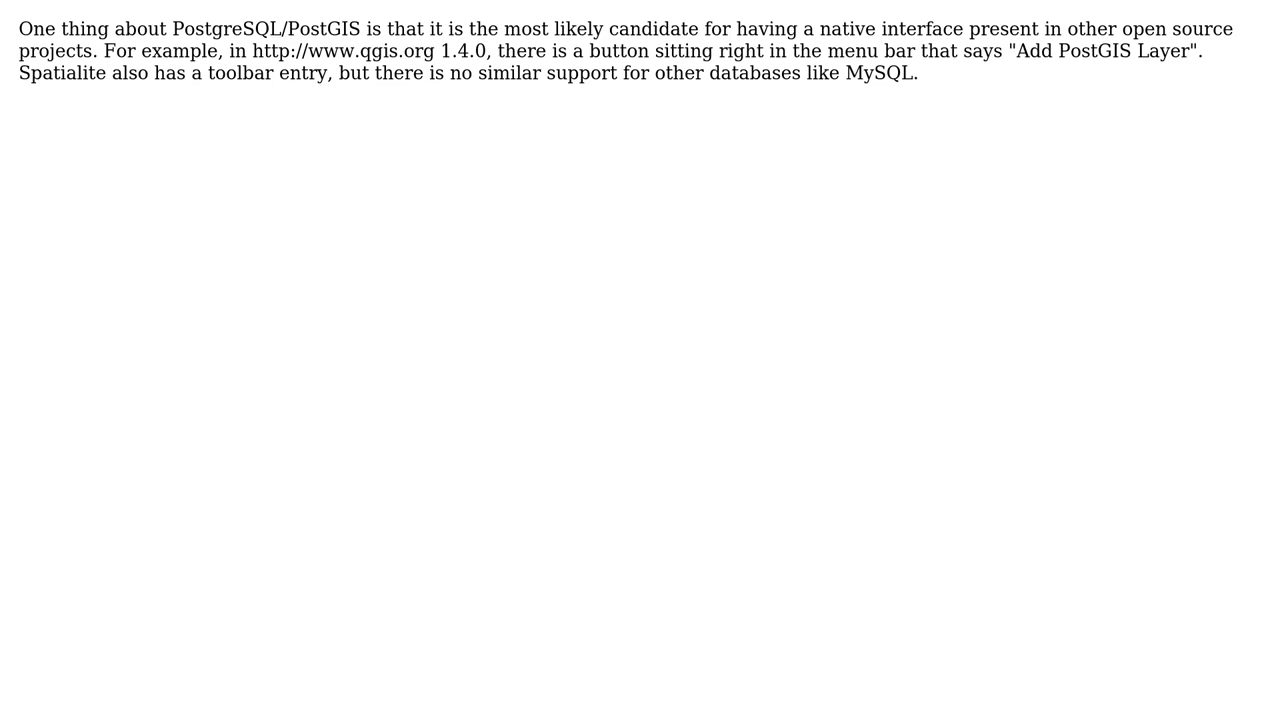 One thing about PostgreSQL/PostGIS is that it is the most likely candidate for having a native interface present in other open source
projects. For example, in http://www.qgis.org 1.4.0, there is a button sitting right in the menu bar that says "Add PostGIS Layer".
Spatialite also has a toolbar entry, but there is no similar support for other databases like MySQL.